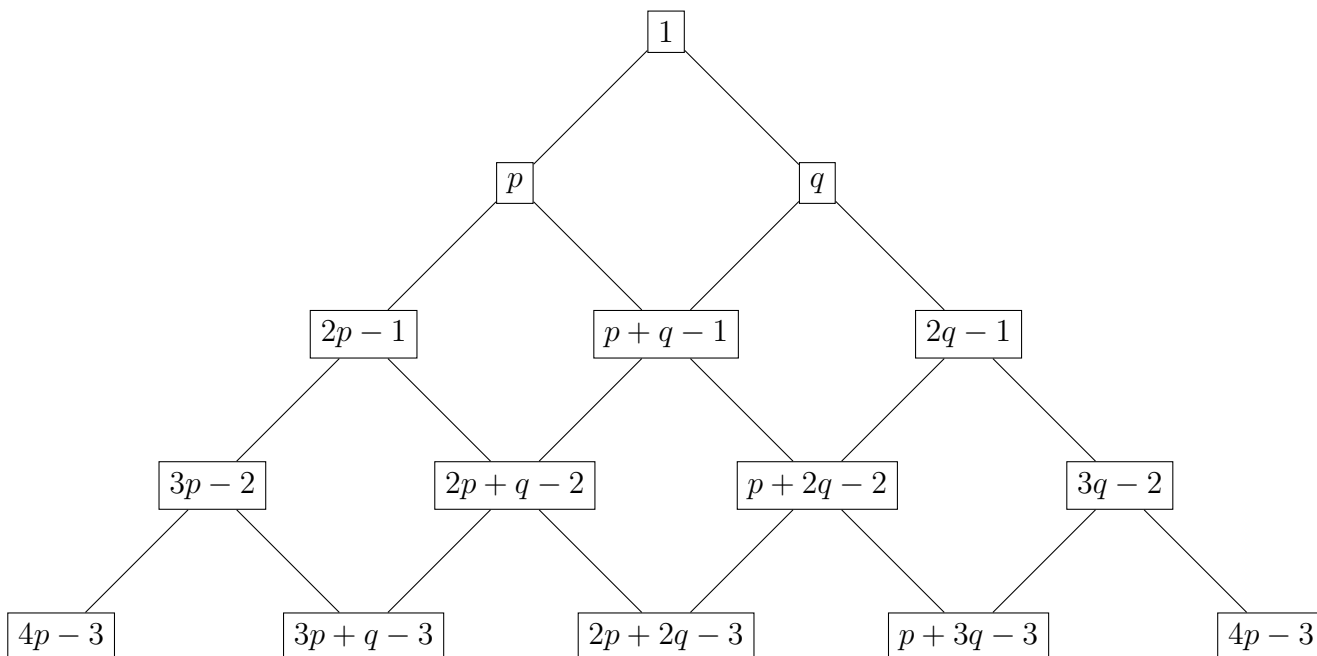 1
p q
2p − 1 p + q − 1 2q − 1
3p − 2 2p + q − 2 p + 2q − 2 3q − 2
4p − 3 3p + q − 3 2p + 2q − 3 p + 3q − 3 4p − 3